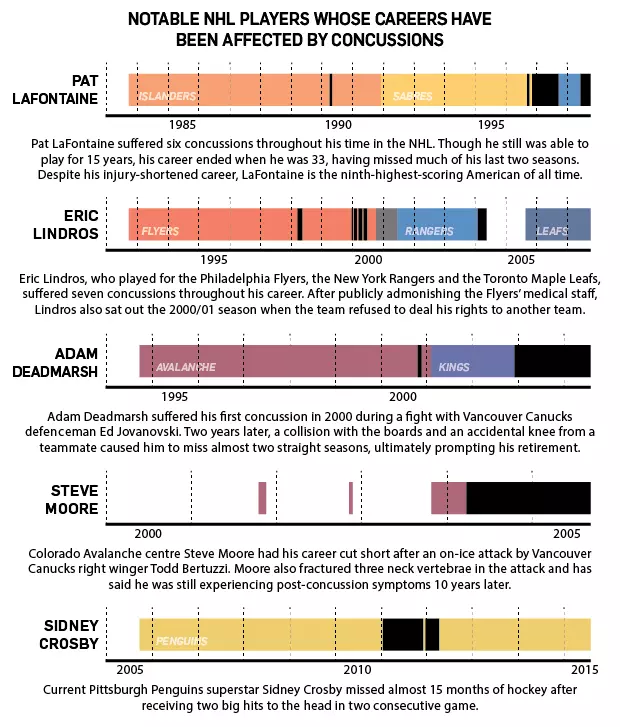 NOTABLE NHL PLAYERS WHOSE CAREERS HAVE
BEEN AFFECTED BY CONCUSSIONS
PAT
LAFONTAINE
ISLANDERS
SABRES
1985
1990
1995
Pat LaFontaine suffered six concussions throughout his time in the NHL. Though he still was able to
play for 15 years, his career ended when he was 33, having missed much of his last two seasons.
Despite his injury-shortened career, LaFontaine is the ninth-highest-scoring American of all time.
ERIC
LINDROS
FLYERS
RANGERS
LEAFS
1995
2000
2005
Eric Lindros, who played for the Philadelphia Flyers, the New York Rangers and the Toronto Maple Leafs,
suffered seven concussions throughout his career. After publicly admonishing the Flyers' medical staff,
Lindros also sat out the 2000/01 season when the team refused to deal his rights to another team.
ADAM
DEADMARSH
AVALANCHE
KINGS
1995
2000
Adam Deadmarsh suffered his first concussion in 2000 during a fight with Vancouver Canucks
defenceman Ed Jovanovski. Two years later, a collision with the boards and an accidental knee from a
teammate caused him to miss almost two straight seasons, ultimately prompting his retirement.
STEVE
MOORE
2000
2005
Colorado Avalanche centre Steve Moore had his career cut short after an on-ice attack by Vancouver
Canucks right winger Todd Bertuzzi. Moore also fractured three neck vertebrae in the attack and has
said he was still experiencing post-concussion symptoms 10 years later.
SIDNEY
CROSBY
PENGUINS
2005
2010
2015
Current Pittsburgh Penguins superstar Sidney Crosby missed almost 15 months of hockey after
receiving two big hits to the head in two consecutive game.